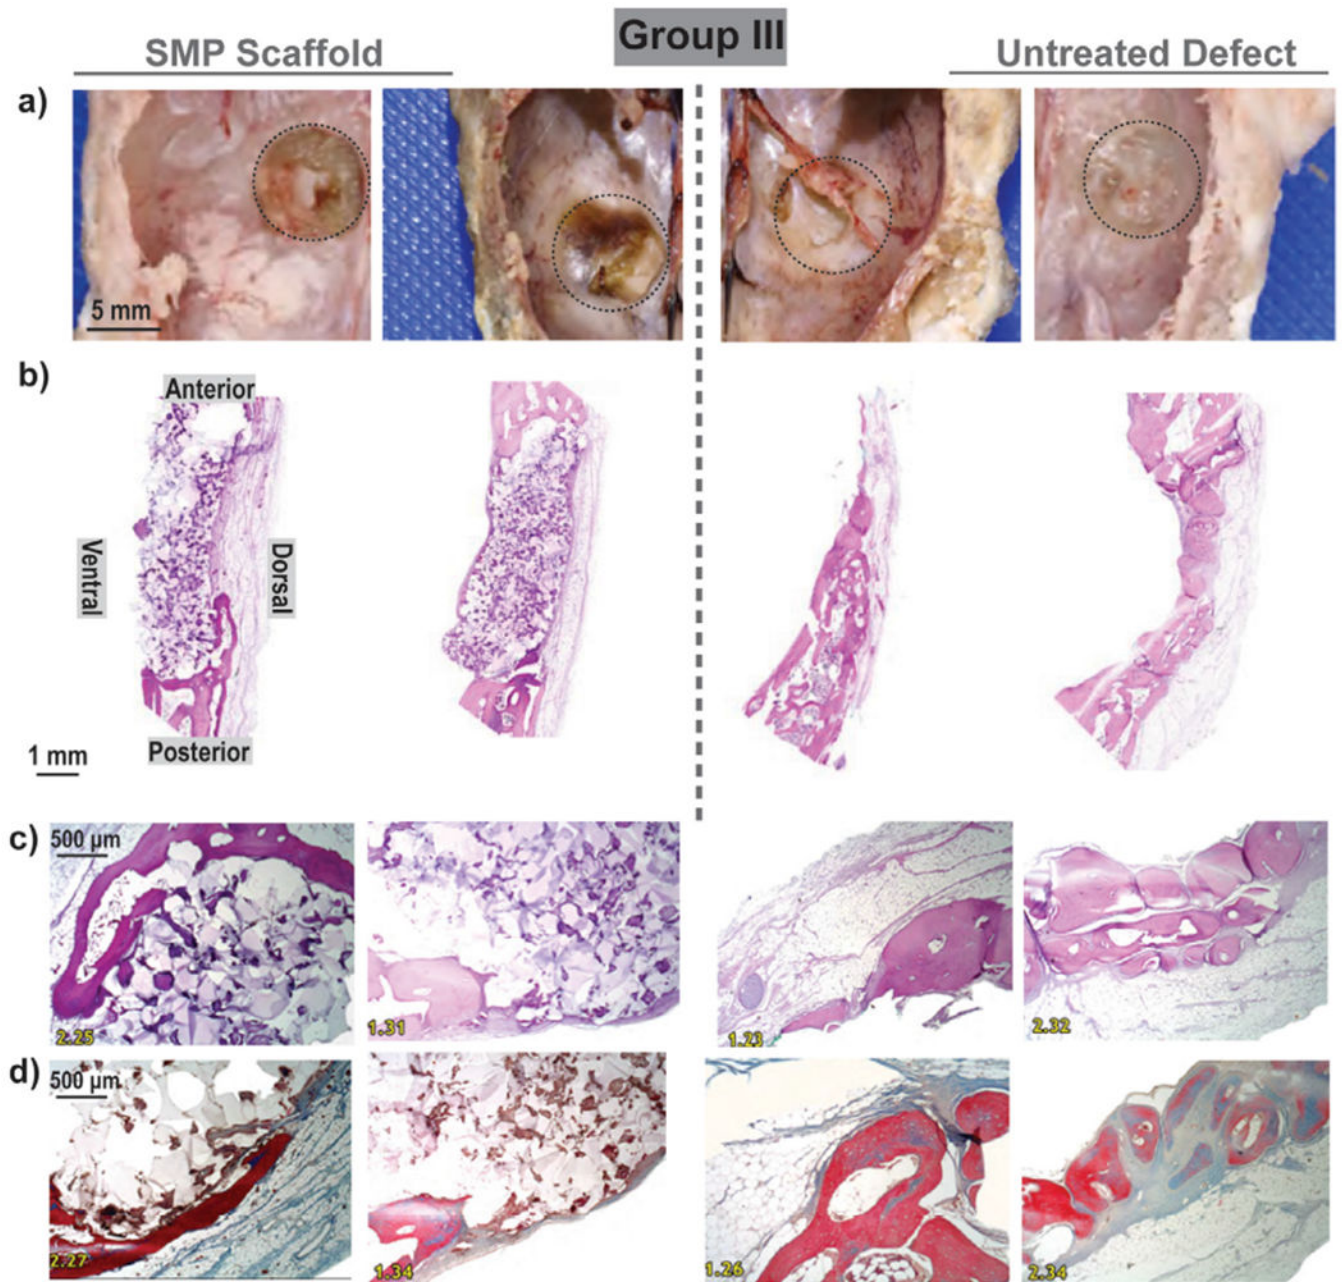 Group III
SMP Scaffold
Untreated Defect
a)
5 mm
b)
Anterior
Ventral
Dorsal
Posterior
1 mm
c)
500 µm
2.25
1.31
1.23
2.32
d)
500 µm
2.27
1.34
1.26
2.34